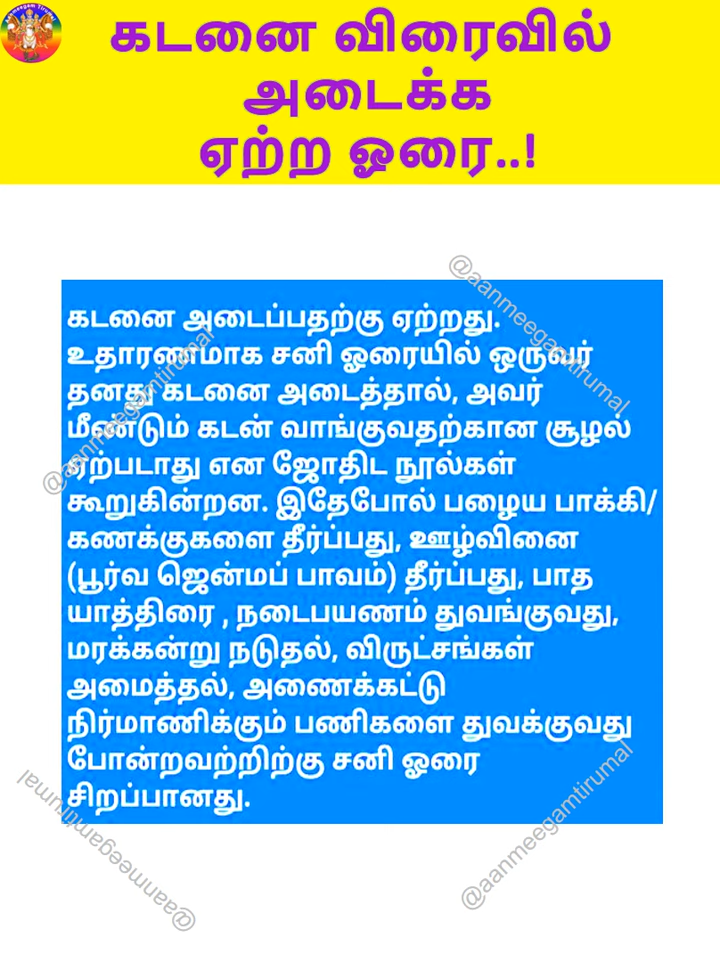 கடனை விரைவில்
அடைக்க
ஏற்ற ஓரை..!
கடனை அடைப்பதற்கு ஏற்றது.
உதாரணமாக சனி ஓரையில் ஒருவர்
தனது கடனை அடைத்தால், அவர்
மீண்டும் கடன் வாங்குவதற்கான சூழல்
ஏற்படாது என ஜோதிட நூல்கள்
கூறுகின்றன. இதேபோல் பழைய பாக்கி/
கணக்குகளை தீர்ப்பது, ஊழ்வினை
(பூர்வ ஜென்மப் பாவம்) தீர்ப்பது, பாத
யாத்திரை , நடைபயணம் துவங்குவது,
மரக்கன்று நடுதல், விருட்சங்கள்
அமைத்தல், அணைக்கட்டு
நிர்மாணிக்கும் பணிகளை துவக்குவது
போன்றவற்றிற்கு சனி ஓரை
சிறப்பானது.
@aanmeegamtirumal
@aanmeegamtirumal
@aanmeegamtirumal
@aanmeegamtirumal